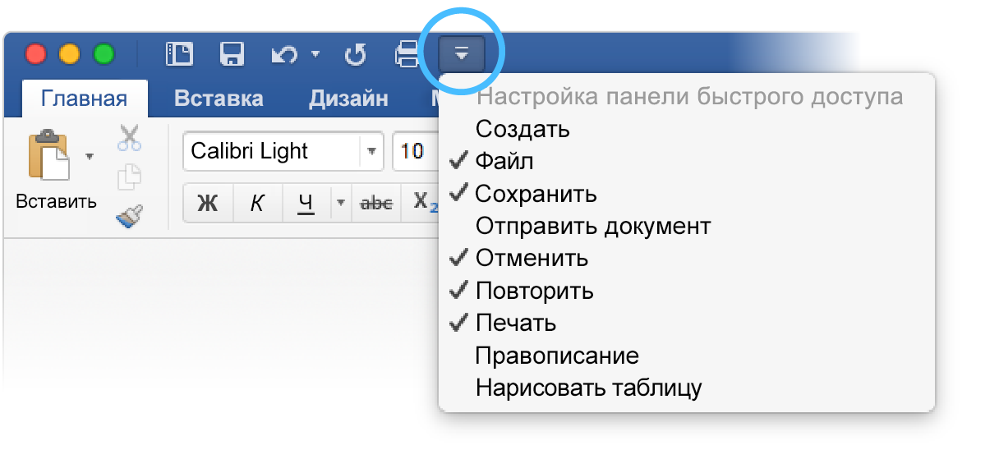 Главная Вставка Дизайн
Настройка панели быстрого доступа
Создать
Файл
Сохранить
Отправить документ
Отменить
Повторить
Печать
Правописание
Нарисовать таблицу
Вставить
Calibri Light 10
Ж К Ч abc X2